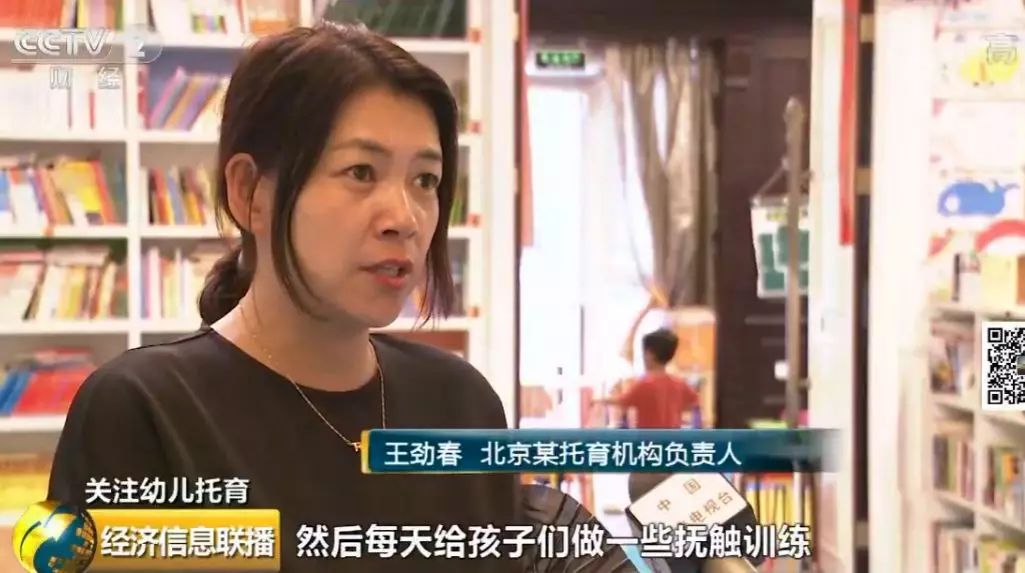 CCTV 2
财经
高
王劲春 北京某托育机构负责人
中国
电视台
关注幼儿托育
经济信息联播
然后每天给孩子们做一些抚触训练